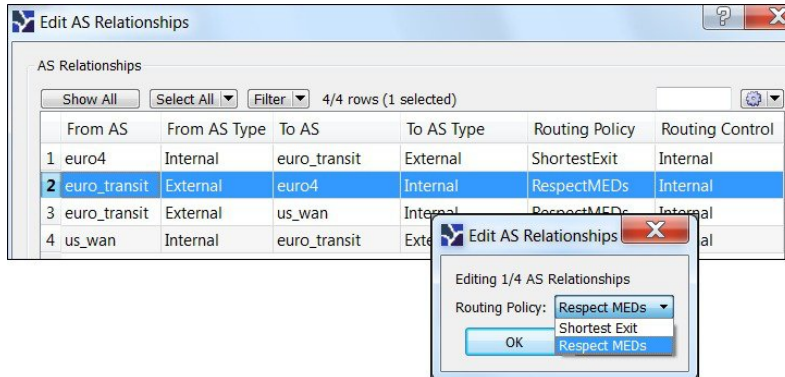 Edit AS Relationships
AS Relationships
Show All Select All Filter 4/4 rows (1 selected)
From AS From AS Type To AS To AS Type Routing Policy Routing Control
1 euro4 Internal euro_transit External ShortestExit Internal
2 euro_transit External euro4 Internal RespectMEDs Internal
3 euro_transit External us_wan Internal RespectMEDs
4 us_wan Internal euro_transit
Edit AS Relationships
Editing 1/4 AS Relationships
Routing Policy: Respect MEDs
Shortest Exit
OK Respect MEDs